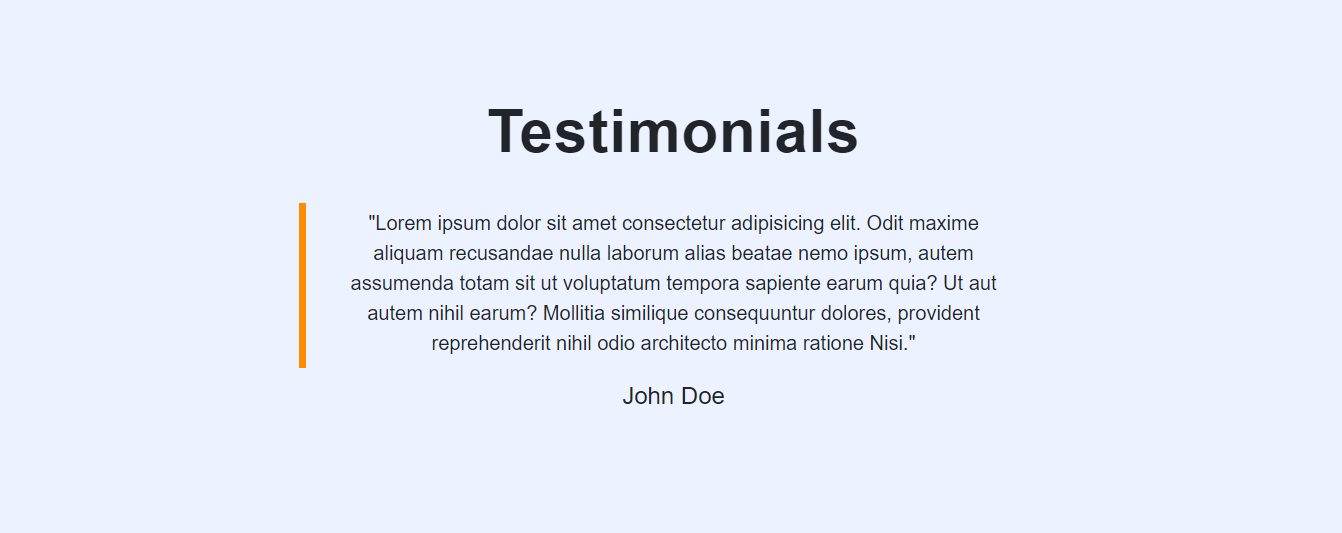 Testimonials
"Lorem ipsum dolor sit amet consectetur adipisicing elit. Odit maxime
aliquam recusandae nulla laborum alias beatae nemo ipsum, autem
assumenda totam sit ut voluptatum tempora sapiente earum quia? Ut aut
autem nihil earum? Mollitia similique consequuntur dolores, provident
reprehenderit nihil odio architecto minima ratione Nisi."
John Doe